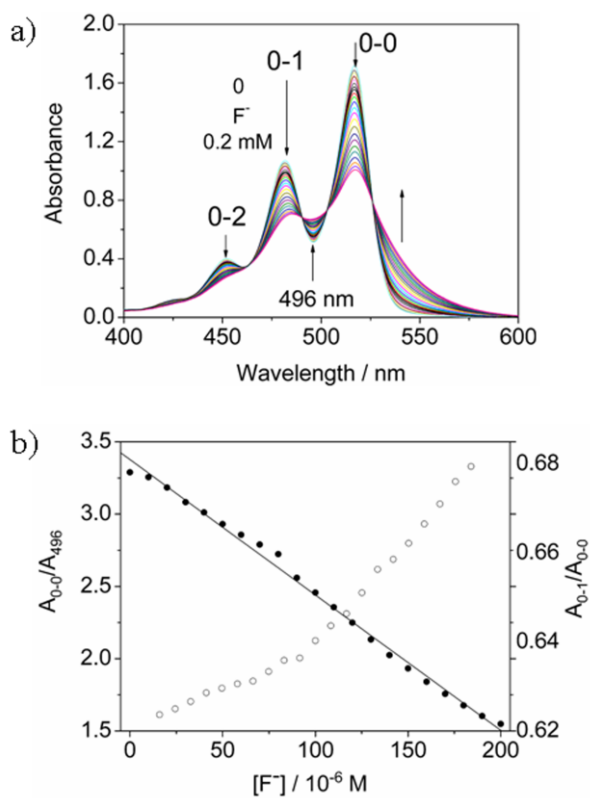 a)
2.0
1.6
1.2
0.8
0.4
0.0
Absorbance
0-0
0-1
0
F⁻
0.2 mM
0-2
496 nm
400 450 500 550 600
Wavelength / nm
b)
3.5
3.0
2.5
2.0
1.5
A₀₋₀/A₄₉₆
0.68
0.66
0.64
0.62
A₀₋₁/A₀₋₀
0 50 100 150 200
[F⁻] / 10⁻⁶ M